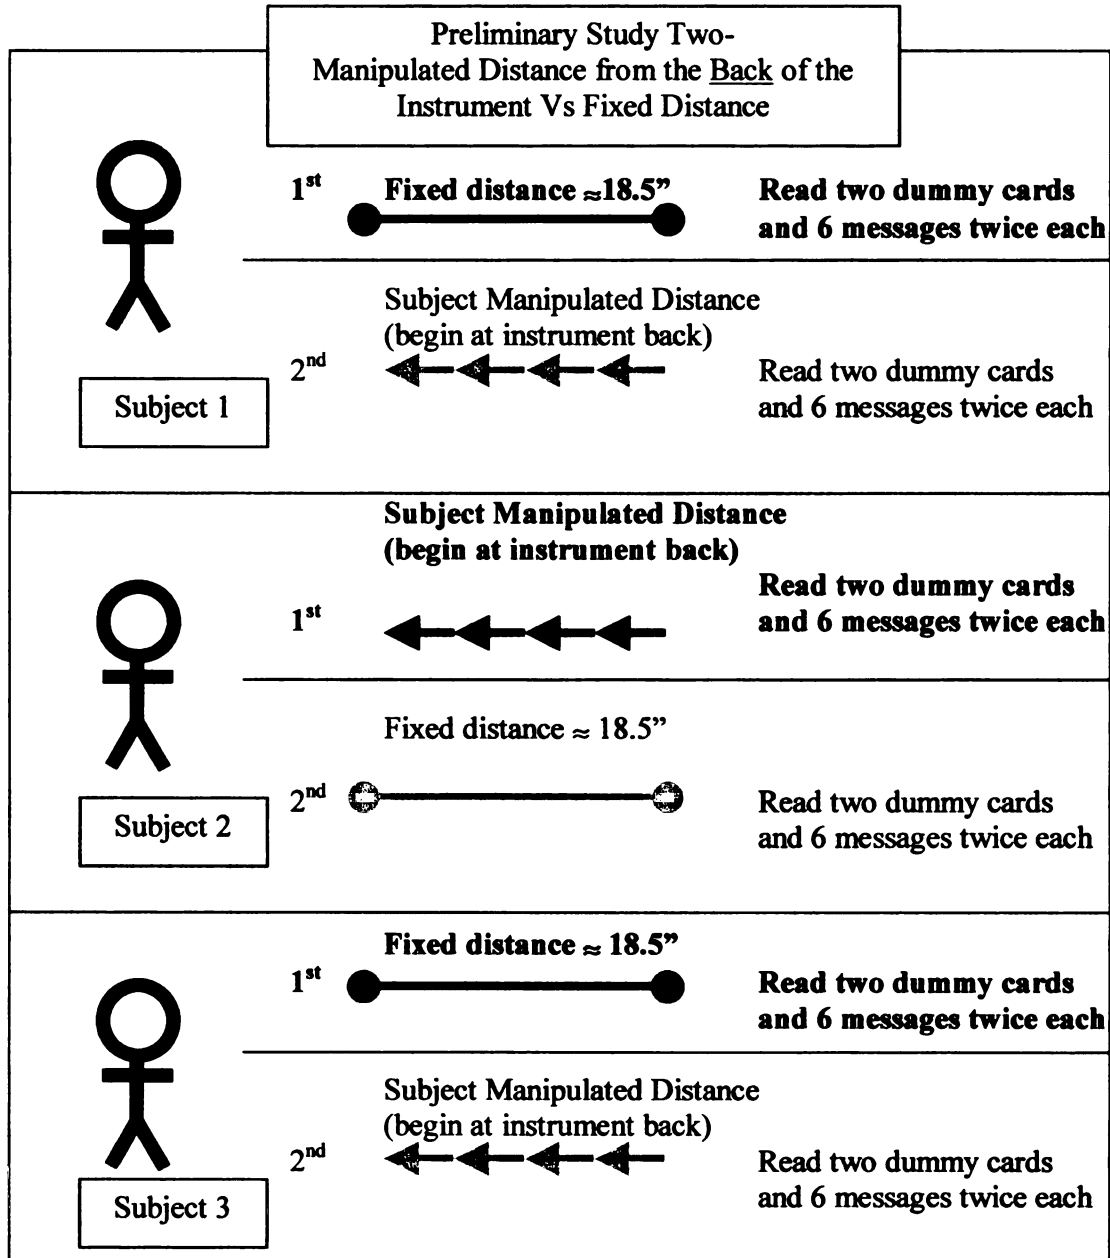 Preliminary Study Two-
Manipulated Distance from the Back of the
Instrument Vs Fixed Distance
1st
Fixed distance ≈18.5”
Read two dummy cards
and 6 messages twice each
Subject Manipulated Distance
(begin at instrument back)
2nd
Read two dummy cards
and 6 messages twice each
Subject 1
Subject Manipulated Distance
(begin at instrument back)
1st
Read two dummy cards
and 6 messages twice each
Fixed distance ≈ 18.5”
2nd
Read two dummy cards
and 6 messages twice each
Subject 2
Fixed distance ≈ 18.5”
1st
Read two dummy cards
and 6 messages twice each
Subject Manipulated Distance
(begin at instrument back)
2nd
Read two dummy cards
and 6 messages twice each
Subject 3